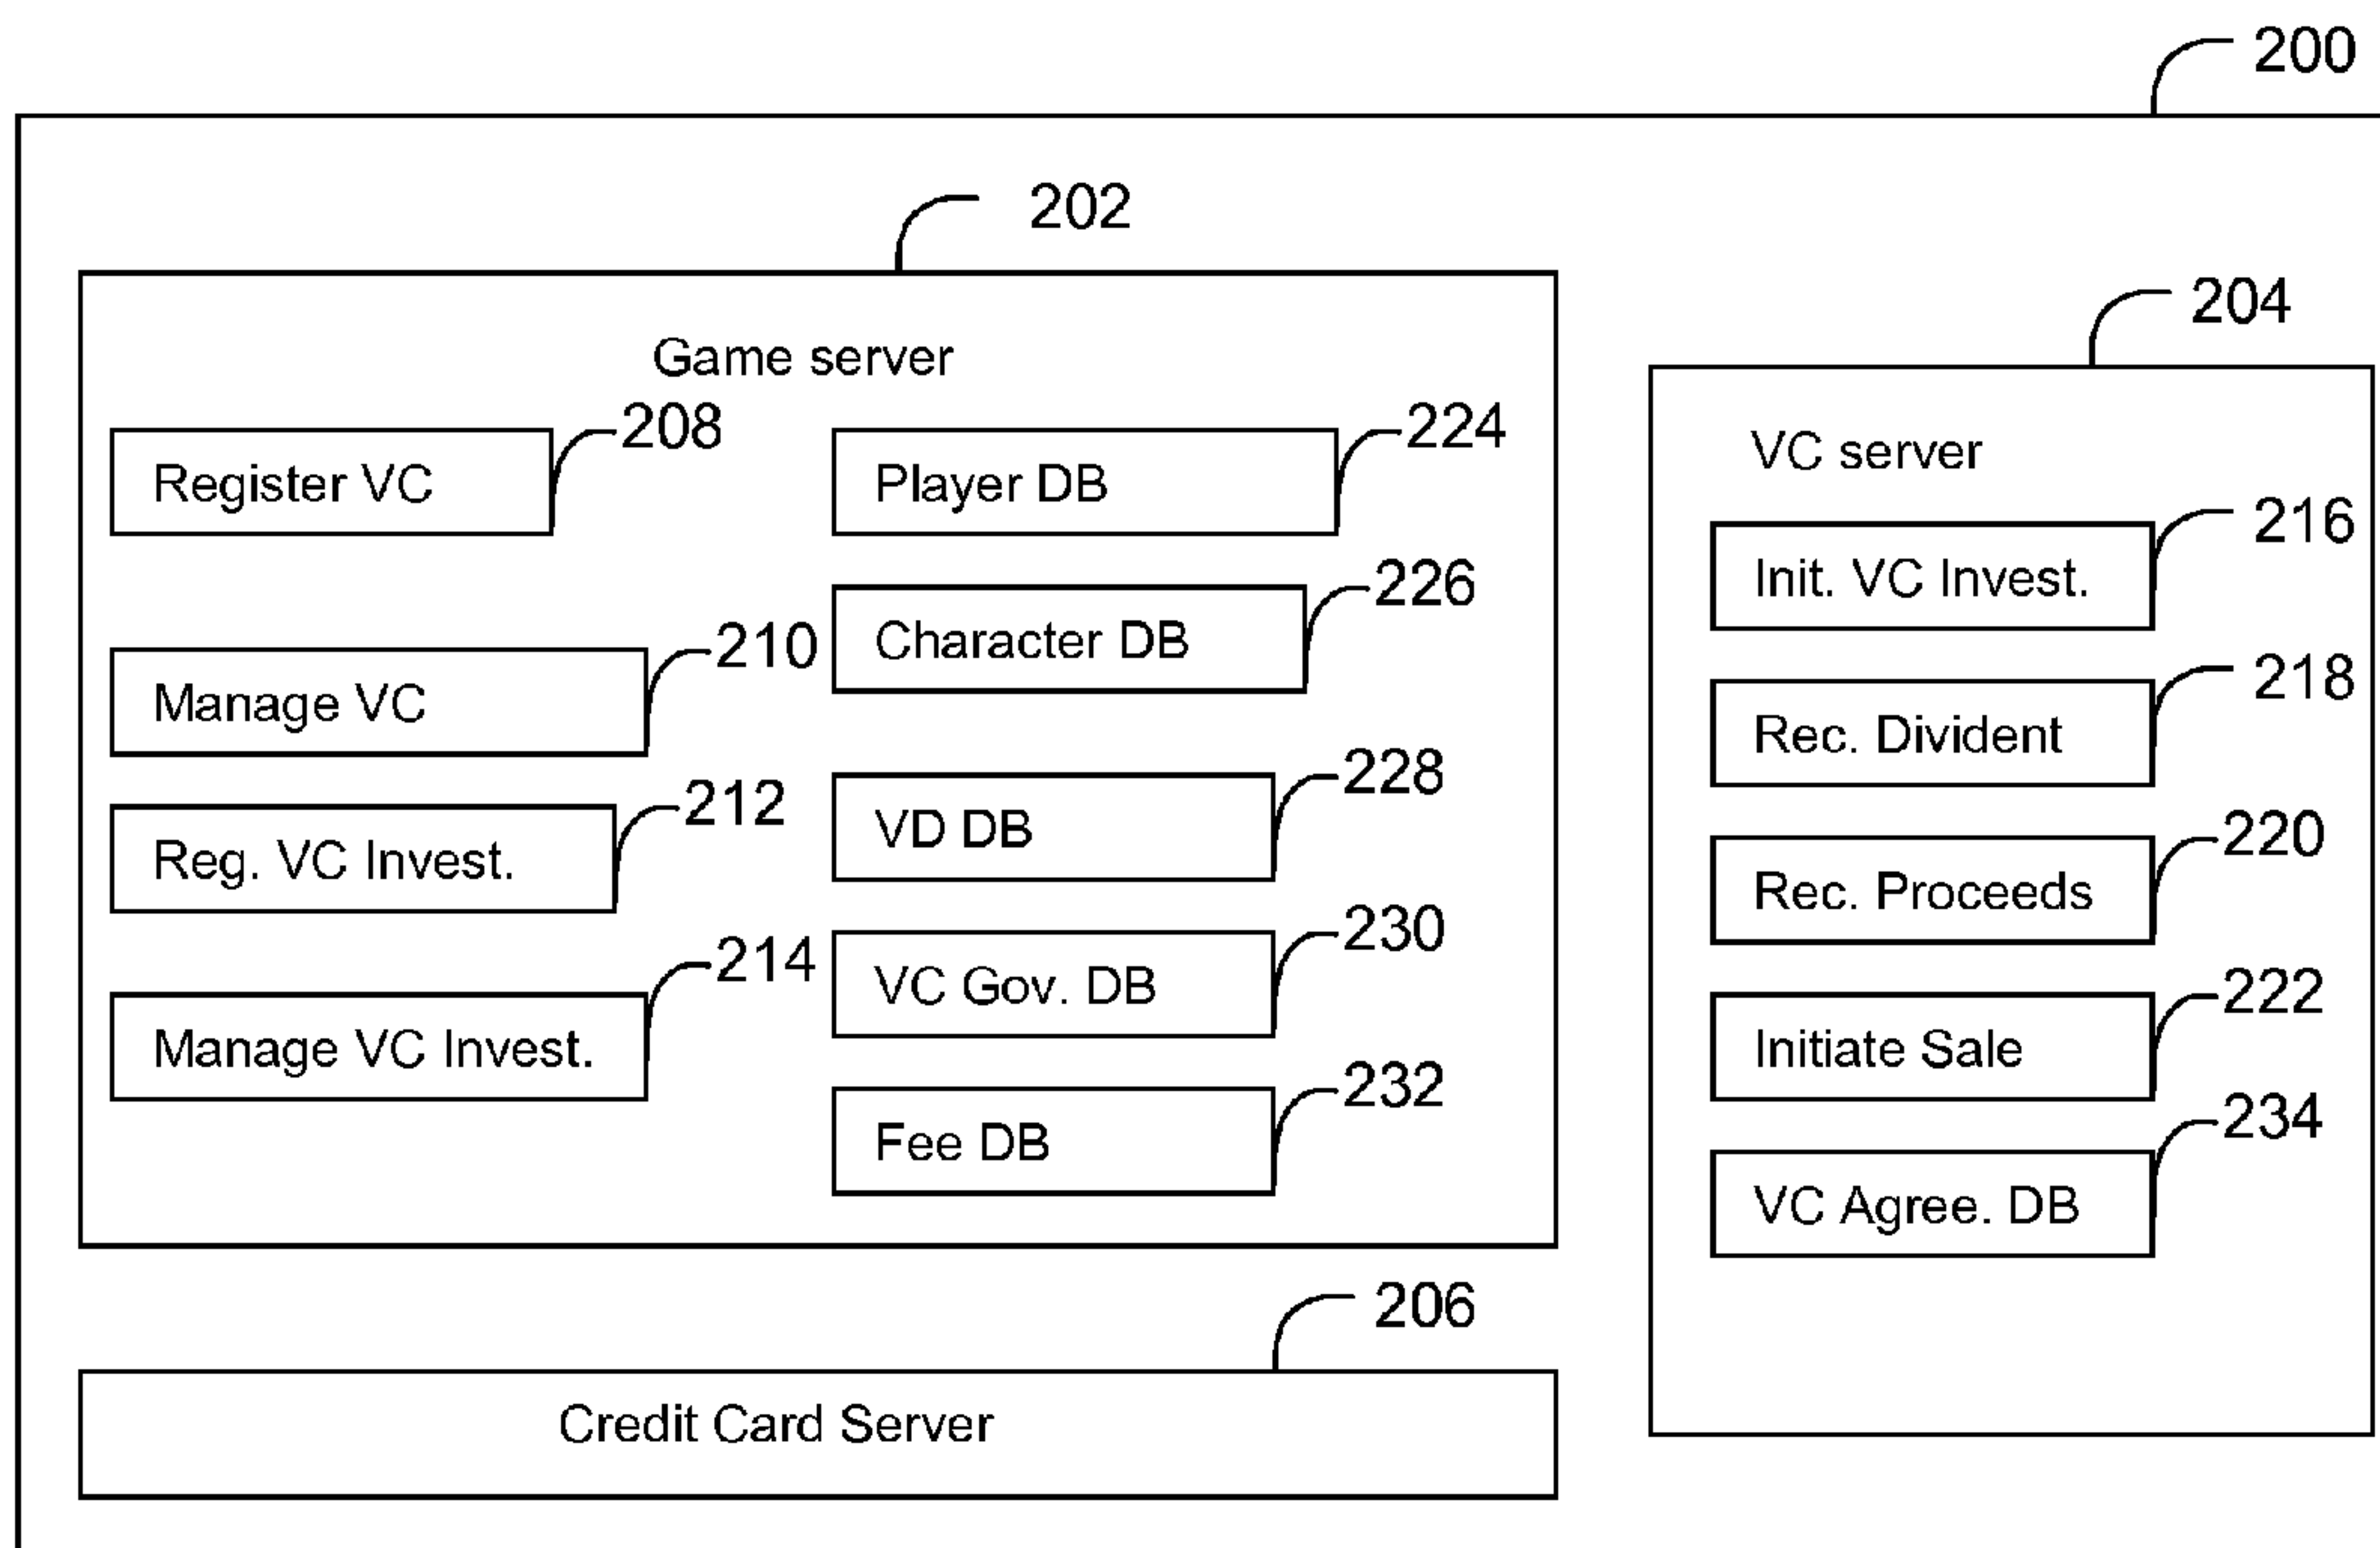 200
202
Game server
Register VC
208
Manage VC
210
Reg. VC Invest.
212
Manage VC Invest.
214
Player DB
224
Character DB
226
VD DB
228
VC Gov. DB
230
Fee DB
232
204
VC server
Init. VC Invest.
216
Rec. Divident
218
Rec. Proceeds
220
Initiate Sale
222
VC Agree. DB
234
206
Credit Card Server